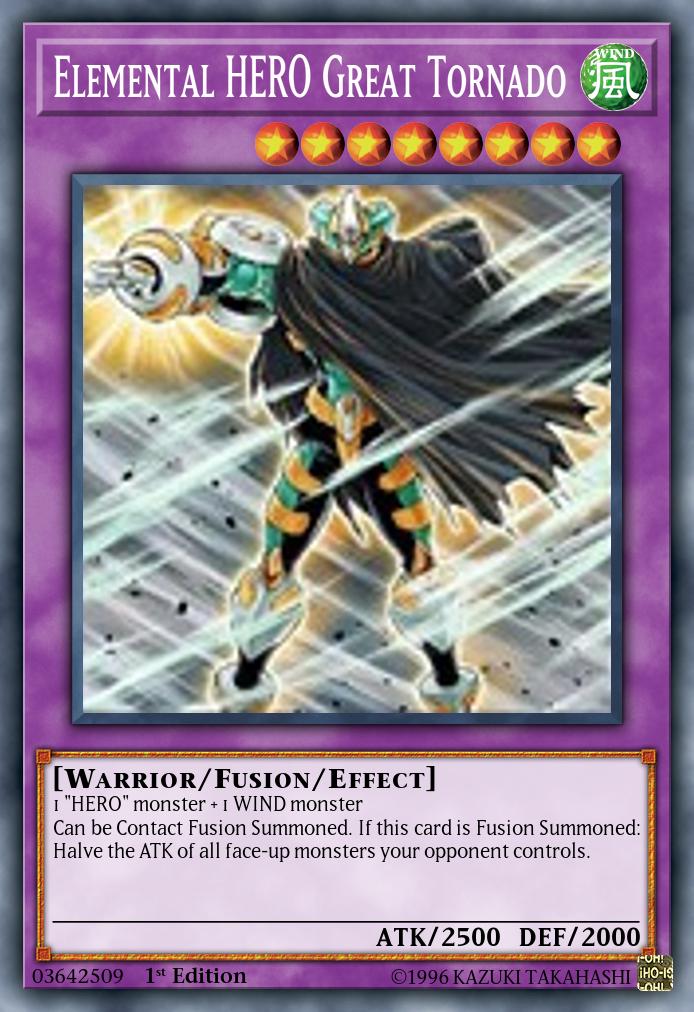 Elemental HERO Great Tornado
WIND
風
[Warrior/Fusion/Effect]
1 "HERO" monster + 1 WIND monster
Can be Contact Fusion Summoned. If this card is Fusion Summoned:
Halve the ATK of all face-up monsters your opponent controls.
ATK/2500 DEF/2000
03642509 1st Edition ©1996 KAZUKI TAKAHASHI